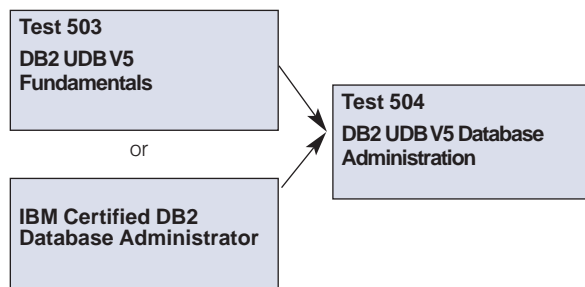 Test 503
DB2 UDB V5
Fundamentals
or
IBM Certified DB2
Database Administrator
Test 504
DB2 UDB V5 Database
Administration